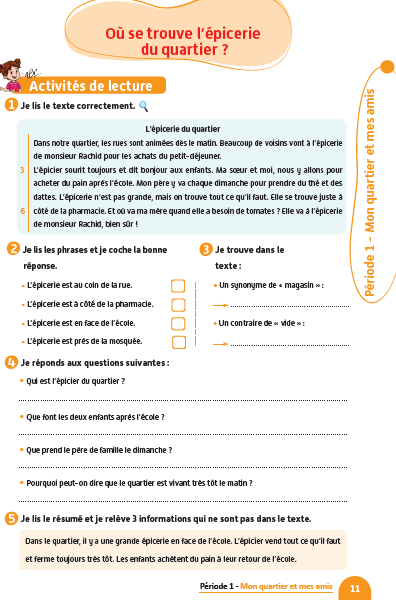 Où se trouve l'épicerie
du quartier ?
ABC
Activités de lecture
1 Je lis le texte correctement.
L'épicerie du quartier
Dans notre quartier, les rues sont animées dès le matin. Beaucoup de voisins vont à l'épicerie
de monsieur Rachid pour les achats du petit-déjeuner.
3 L'épicier sourit toujours et dit bonjour aux enfants. Ma sœur et moi, nous y allons pour
acheter du pain après l'école. Mon père y va chaque dimanche pour prendre du thé et des
dattes. L'épicerie n'est pas grande, mais on trouve tout ce qu'il faut. Elle se trouve juste à
6 côté de la pharmacie. Et où va ma mère quand elle a besoin de tomates ? Elle va à l'épicerie
de monsieur Rachid, bien sûr !
2 Je lis les phrases et je coche la bonne
réponse.
- L'épicerie est au coin de la rue.
- L'épicerie est à côté de la pharmacie.
- L'épicerie est en face de l'école.
- L'épicerie est près de la mosquée.
3 Je trouve dans le
texte :
• Un synonyme de « magasin » :
• Un contraire de « vide » :
4 Je réponds aux questions suivantes :
• Qui est l'épicier du quartier ?
• Que font les deux enfants après l'école ?
• Que prend le père de famille le dimanche ?
• Pourquoi peut-on dire que le quartier est vivant très tôt le matin ?
5 Je lis le résumé et je relève 3 informations qui ne sont pas dans le texte.
Dans le quartier, il y a une grande épicerie en face de l'école. L'épicier vend tout ce qu'il faut
et ferme toujours très tôt. Les enfants achètent du pain à leur retour de l'école.
Période 1 - Mon quartier et mes amis
Période 1 - Mon quartier et mes amis
11